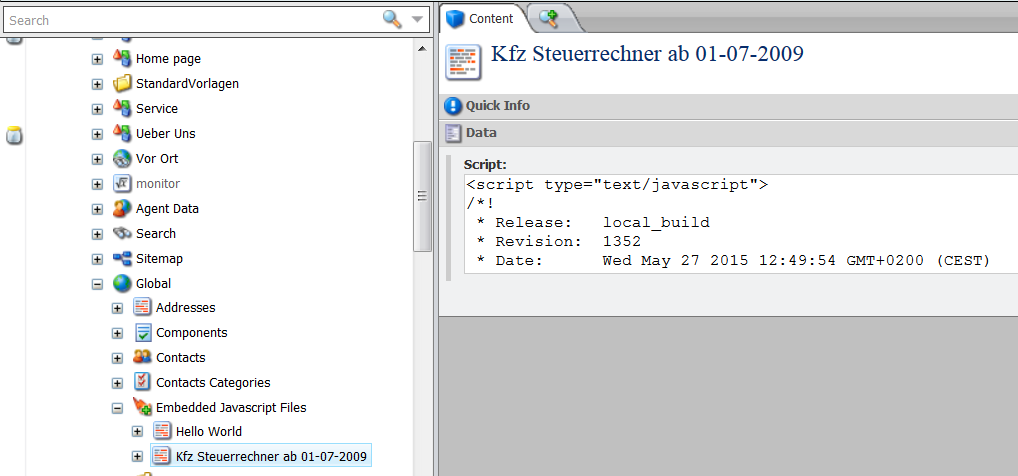 Search
Home page
StandardVorlagen
Service
Ueber Uns
Vor Ort
monitor
Agent Data
Search
Sitemap
Global
Addresses
Components
Contacts
Contacts Categories
Embedded Javascript Files
Hello World
Kfz Steuerrechner ab 01-07-2009
Content
Kfz Steuerrechner ab 01-07-2009
Quick Info
Data
Script:
<script type="text/javascript">
/*!
* Release: local_build
* Revision: 1352
* Date: Wed May 27 2015 12:49:54 GMT+0200 (CEST)